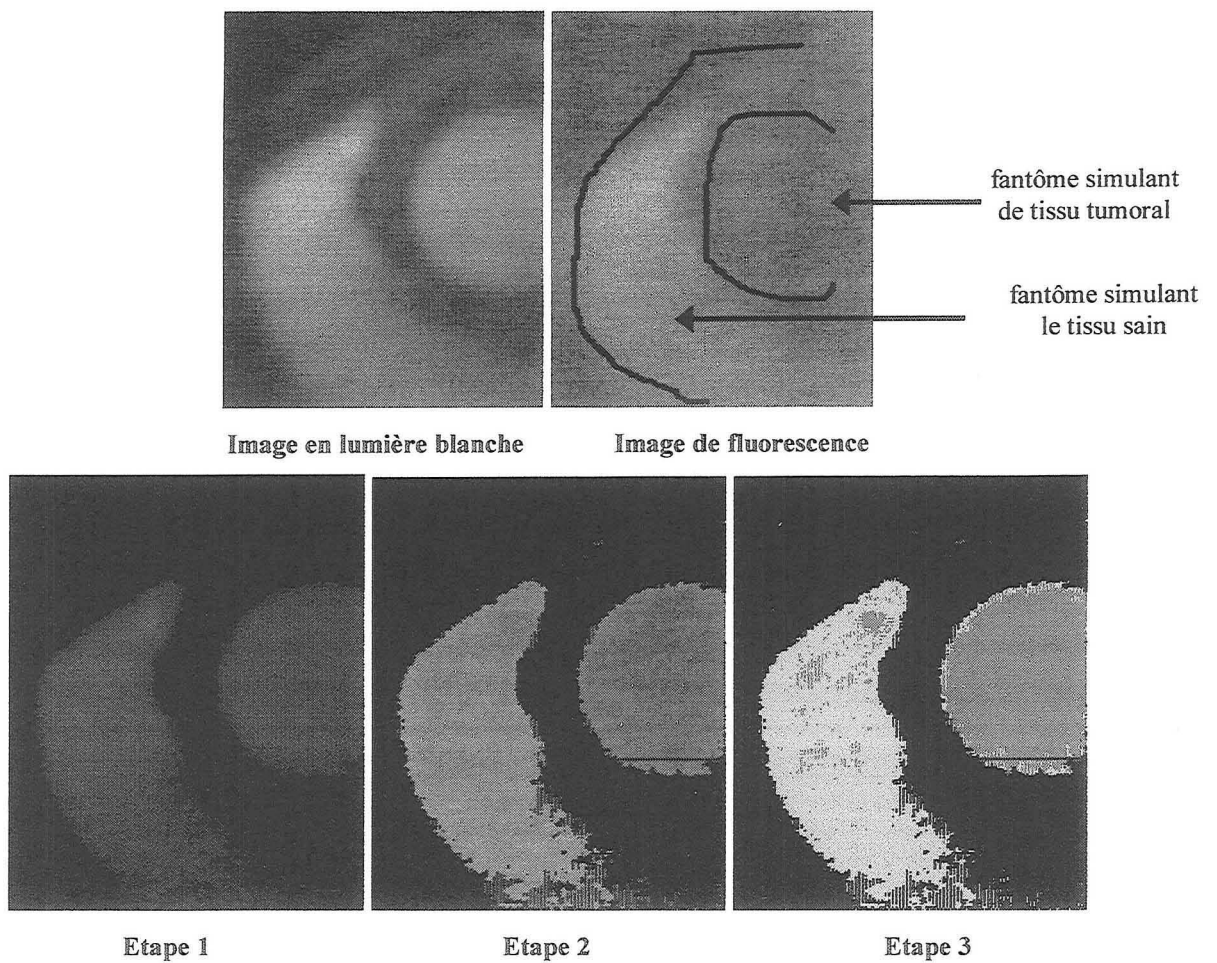 fantôme simulant
de tissu tumoral
fantôme simulant
le tissu sain
Image en lumière blanche
Image de fluorescence
Etape 1
Etape 2
Etape 3